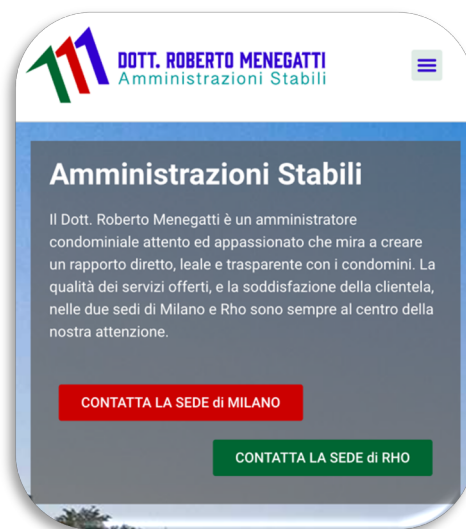 DOTT. ROBERTO MENEGATTI
Amministrazioni Stabili
Amministrazioni Stabili
Il Dott. Roberto Menegatti è un amministratore
condominiale attento ed appassionato che mira a creare
un rapporto diretto, leale e trasparente con i condomini. La
qualità dei servizi offerti, e la soddisfazione della clientela,
nelle due sedi di Milano e Rho sono sempre al centro della
nostra attenzione.
CONTATTA LA SEDE di MILANO
CONTATTA LA SEDE di RHO